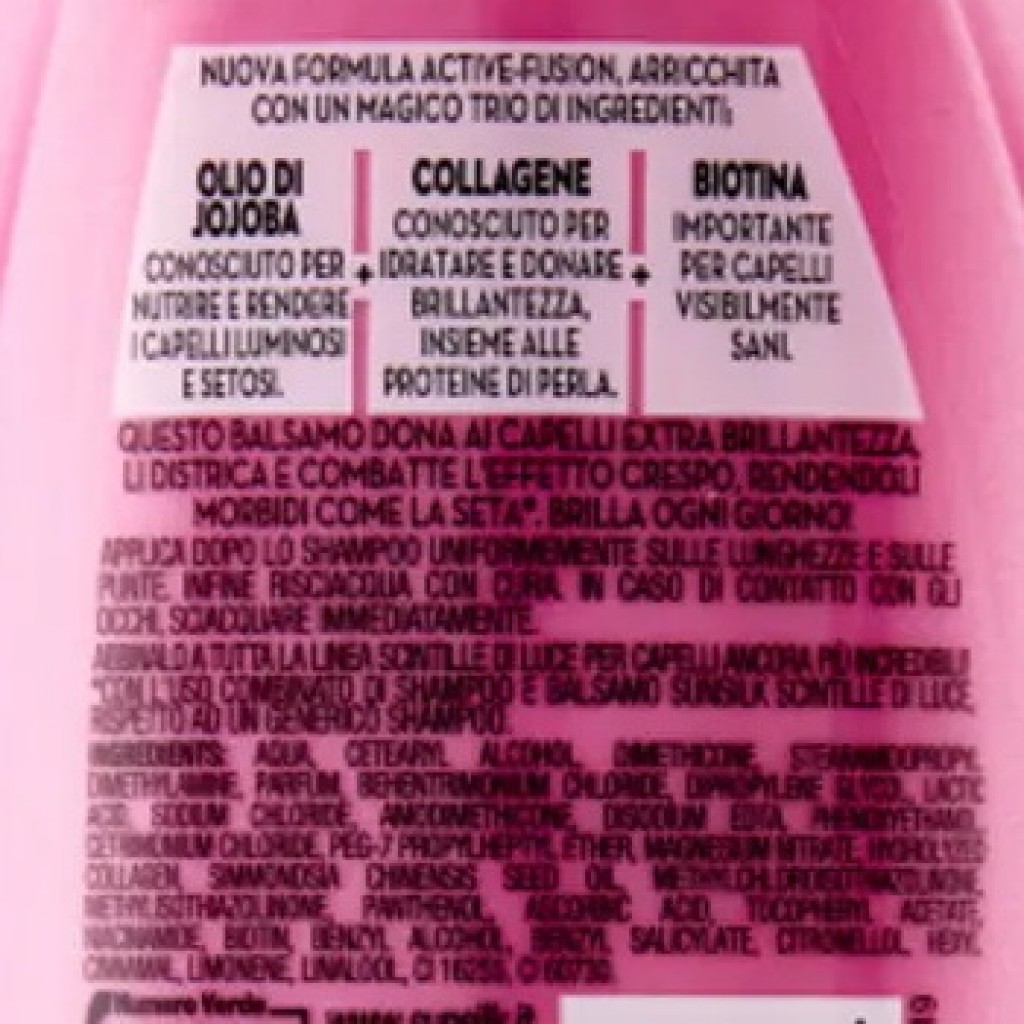 NUOVA FORMULA ACTIVE-FUSION, ARRICCHITA
CON UN MAGICO TRIO DI INGREDIENTI:
OLIO DI
JOJOBA
CONOSCIUTO PER
NUTRIRE E RENDERE
I CAPELLI LUMINOSI
E SETOSI.
+
COLLAGENE
CONOSCIUTO PER
IDRATARE E DONARE
BRILLANTEZZA,
INSIEME ALLE
PROTEINE DI PERLA.
+
BIOTINA
IMPORTANTE
PER CAPELLI
VISIBILMENTE
SANI.
QUESTO BALSAMO DONA AI CAPELLI EXTRA BRILLANTEZZA,
LI DISTRICA E COMBATTE L'EFFETTO CRESPO, RENDENDOLI
MORBIDI COME LA SETA*. BRILLA OGNI GIORNO!
APPLICA DOPO LO SHAMPOO UNIFORMEMENTE SULLE LUNGHEZZE E SULLE
PUNTE. INFINE RISCIACQUA CON CURA. IN CASO DI CONTATTO CON GLI
OCCHI, SCIACQUARE IMMEDIATAMENTE.
ABBINALO A TUTTA LA LINEA SCINTILLE DI LUCE PER CAPELLI ANCORA PIÙ INCREDIBILI!
*CON L'USO COMBINATO DI SHAMPOO E BALSAMO SUNSILK SCINTILLE DI LUCE,
RISPETTO AD UN GENERICO SHAMPOO.
INGREDIENTS: AQUA, CETEARYL ALCOHOL, DIMETHICONE, STEARAMIDOPROPYL
DIMETHYLAMINE, PARFUM, BEHENTRIMONIUM CHLORIDE, DIPROPYLENE GLYCOL, LACTIC
ACID, SODIUM CHLORIDE, AMODIMETHICONE, DISODIUM EDTA, PHENOXYETHANOL,
CETRIMONIUM CHLORIDE, PEG-7 PROPYLHEPTYL ETHER, MAGNESIUM NITRATE, HYDROLYZED
COLLAGEN, SIMMONDSIA CHINENSIS SEED OIL, METHYLCHLOROISOTHIAZOLINONE,
METHYLISOTHIAZOLINONE, PANTHENOL, ASCORBIC ACID, TOCOPHERYL ACETATE,
NIACINAMIDE, BIOTIN, BENZYL ALCOHOL, BENZYL SALICYLATE, CITRONELLOL, HEXYL
CINNAMAL, LIMONENE, LINALOOL, CI 16255, CI 60730.
Numero Verde